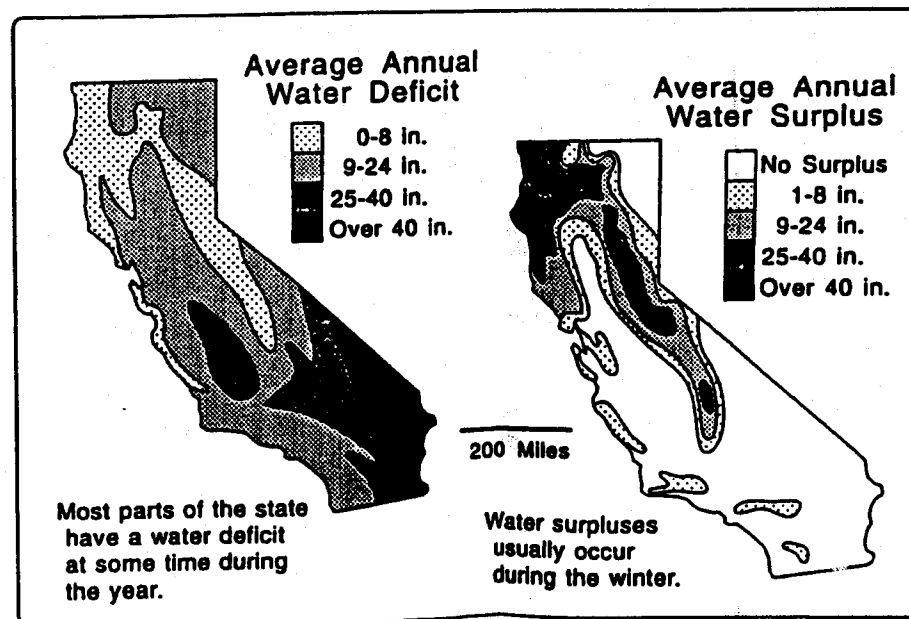 Average Annual
Water Deficit
0-8 in.
9-24 in.
25-40 in.
Over 40 in.
Most parts of the state
have a water deficit
at some time during
the year.
200 Miles
Average Annual
Water Surplus
No Surplus
1-8 in.
9-24 in.
25-40 in.
Over 40 in.
Water surpluses
usually occur
during the winter.